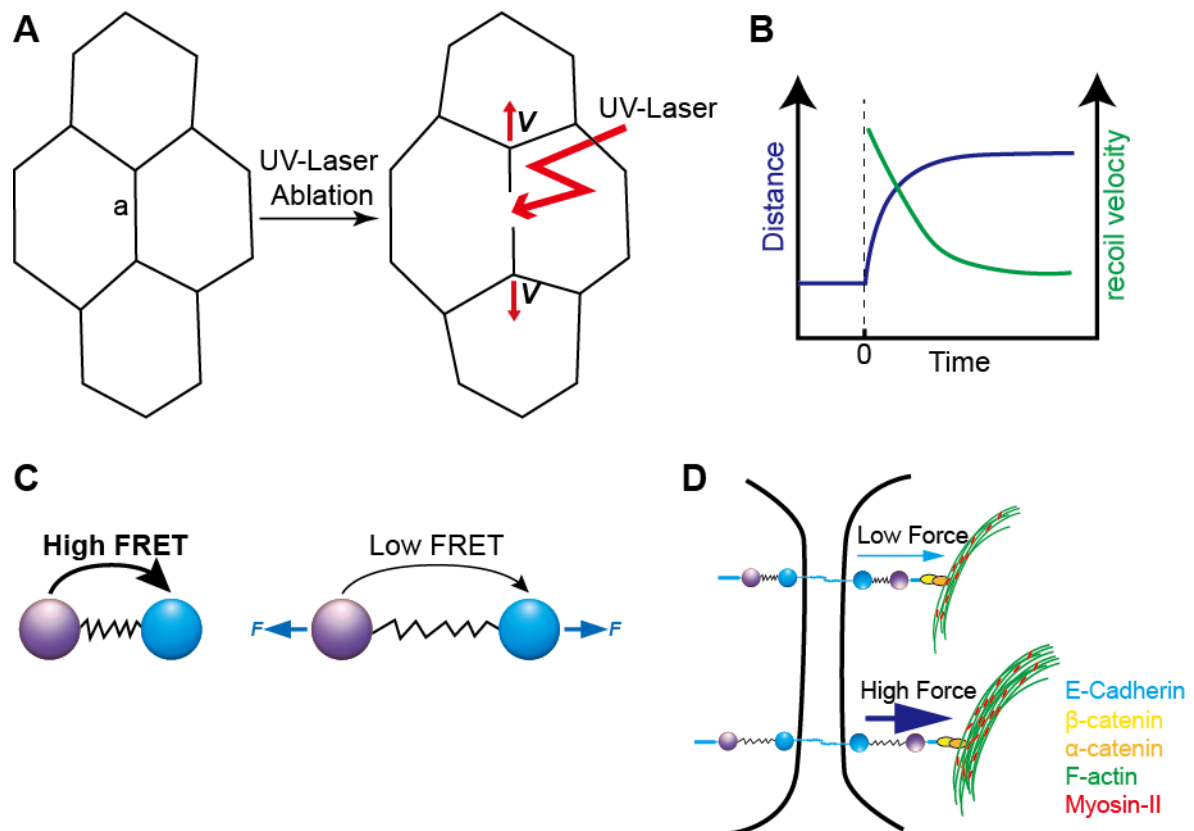 A
a
UV-Laser
Ablation
V
UV-Laser
V
B
Distance
recoil velocity
0
Time
C
High FRET
Low FRET
F
F
D
Low Force
High Force
E-Cadherin
β-catenin
α-catenin
F-actin
Myosin-II